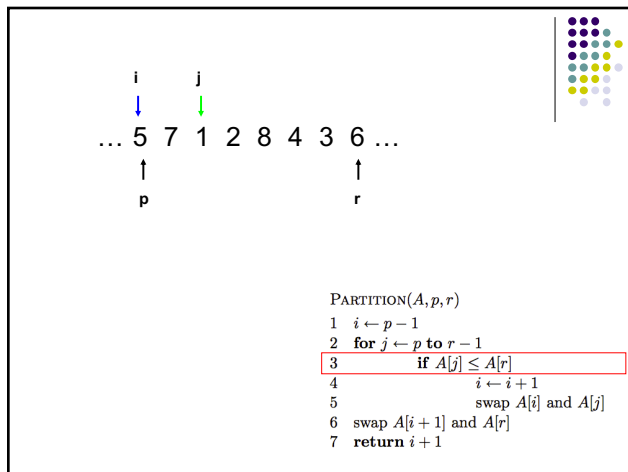 i j
… 5 7 1 2 8 4 3 6 …
p r
PARTITION(A, p, r)
1 i ← p − 1
2 for j ← p to r − 1
3 if A[j] ≤ A[r]
4 i ← i + 1
5 swap A[i] and A[j]
6 swap A[i + 1] and A[r]
7 return i + 1